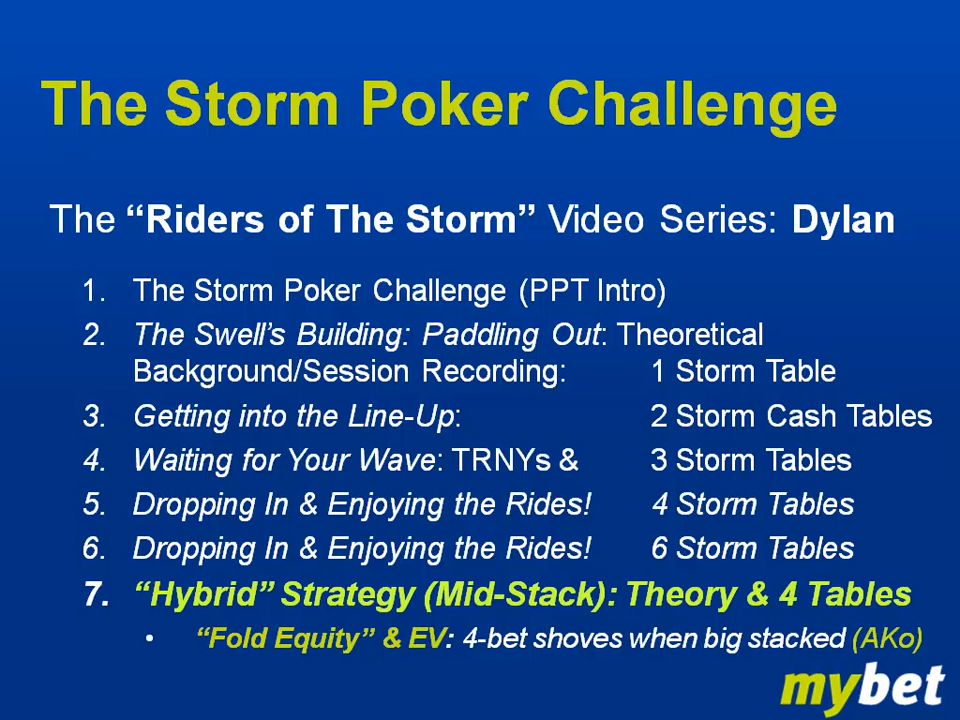 The Storm Poker Challenge
The “Riders of The Storm” Video Series: Dylan
1. The Storm Poker Challenge (PPT Intro)
2. The Swell’s Building: Paddling Out: Theoretical
Background/Session Recording: 1 Storm Table
3. Getting into the Line-Up: 2 Storm Cash Tables
4. Waiting for Your Wave: TRNYs & 3 Storm Tables
5. Dropping In & Enjoying the Rides! 4 Storm Tables
6. Dropping In & Enjoying the Rides! 6 Storm Tables
7. “Hybrid” Strategy (Mid-Stack): Theory & 4 Tables
• “Fold Equity” & EV: 4-bet shoves when big stacked (AKo)
mybet